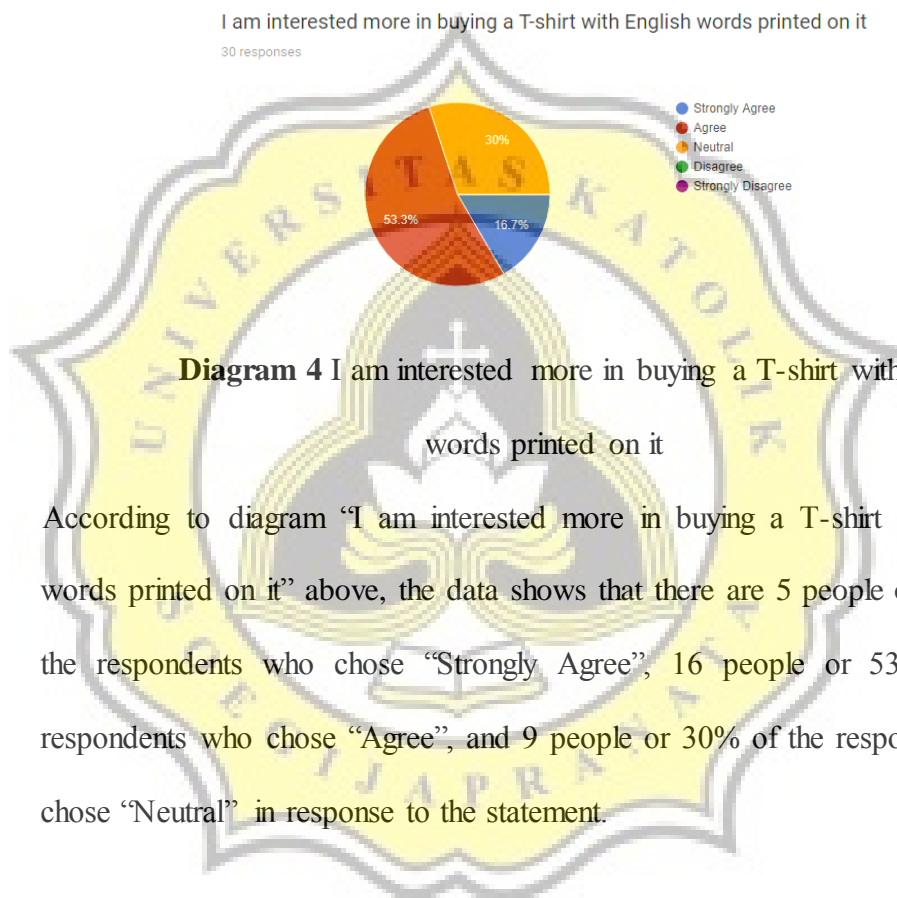 I am interested more in buying a T-shirt with English words printed on it
30 responses
Strongly Agree
Agree
Neutral
Disagree
Strongly Disagree
30%
53.3%
16.7%
UNIVERSITAS KATOLIK
SOEGIJAPRANATA
Diagram 4 I am interested more in buying a T-shirt with
words printed on it
According to diagram “I am interested more in buying a T-shirt
words printed on it” above, the data shows that there are 5 people
the respondents who chose “Strongly Agree”, 16 people or 53
respondents who chose “Agree”, and 9 people or 30% of the respo
chose “Neutral” in response to the statement.